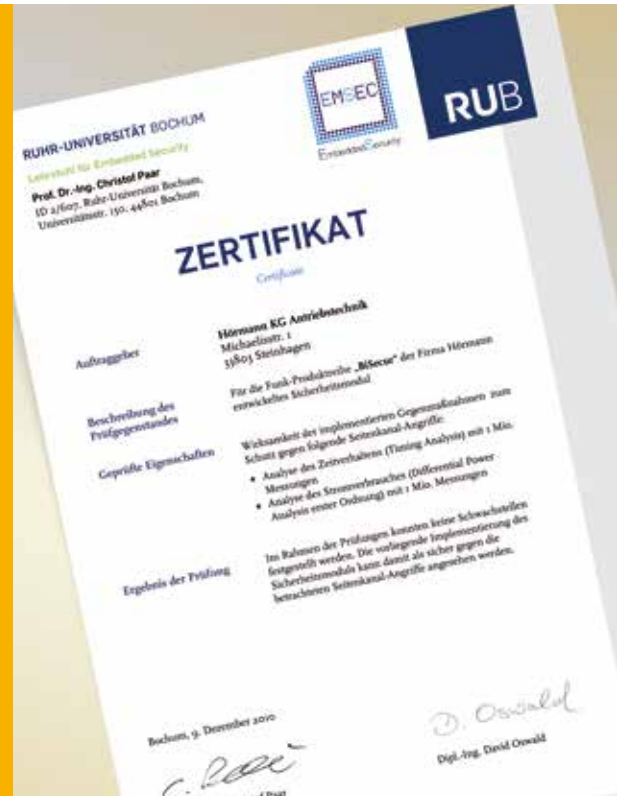 RUHR-UNIVERSITÄT BOCHUM
Lehrstuhl für Embedded Security
Prof. Dr.-Ing. Christof Paar
ID 2/607, Ruhr-Universität Bochum,
Universitätsstr. 150, 44801 Bochum
EMSEC
Embedded Security
RUB
ZERTIFIKAT
Certificate
Auftraggeber
Hörmann KG Antriebstechnik
Michaelisstr. 1
33803 Steinhagen
Beschreibung des
Prüfgegenstandes
Für die Funk-Produktreihe „BiSecur" der Firma Hörmann
entwickeltes Sicherheitsmodul
Geprüfte Eigenschaften
Wirksamkeit der implementierten Gegenmaßnahmen zum
Schutz gegen folgende Seitenkanal-Angriffe:
• Analyse des Zeitverhaltens (Timing Analysis) mit 1 Mio.
Messungen
• Analyse des Stromverbrauches (Differential Power
Analysis erster Ordnung) mit 1 Mio. Messungen
Ergebnis der Prüfung
Im Rahmen der Prüfungen konnten keine Schwachstellen
festgestellt werden. Die vorliegende Implementierung des
Sicherheitsmoduls kann damit als sicher gegen die
betrachteten Seitenkanal-Angriffe angesehen werden.
Bochum, 9. Dezember 2010
D. Oswald
Dipl.-Ing. David Oswald
Paar